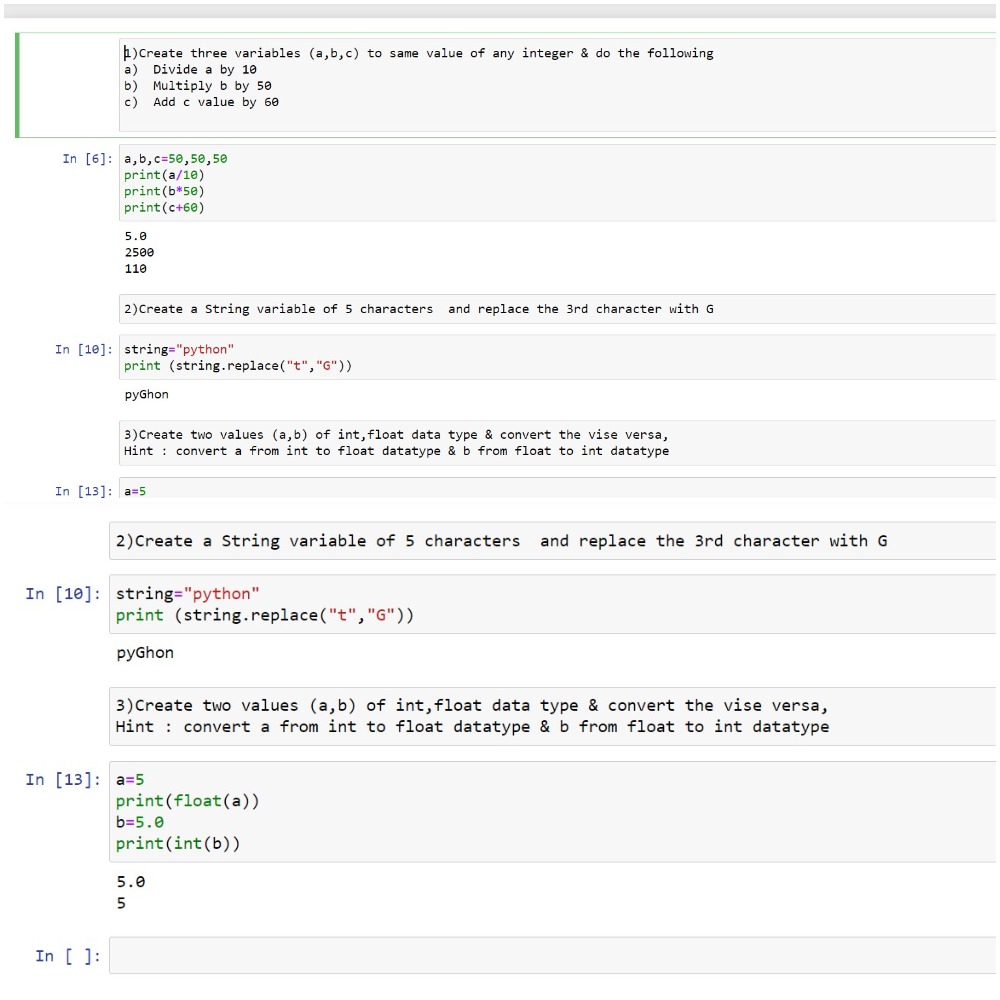 1)Create three variables (a,b,c) to same value of any integer & do the following
a)  Divide a by 10
b)  Multiply b by 50
c)  Add c value by 60
In [6]: a,b,c=50,50,50
print(a/10)
print(b*50)
print(c+60)
5.0
2500
110
2)Create a String variable of 5 characters  and replace the 3rd character with G
In [10]: string="python"
print (string.replace("t","G"))
pyGhon
3)Create two values (a,b) of int,float data type & convert the vise versa,
Hint : convert a from int to float datatype & b from float to int datatype
In [13]: a=5
2)Create a String variable of 5 characters  and replace the 3rd character with G
In [10]: string="python"
print (string.replace("t","G"))
pyGhon
3)Create two values (a,b) of int,float data type & convert the vise versa,
Hint : convert a from int to float datatype & b from float to int datatype
In [13]: a=5
print(float(a))
b=5.0
print(int(b))
5.0
5
In [ ]: